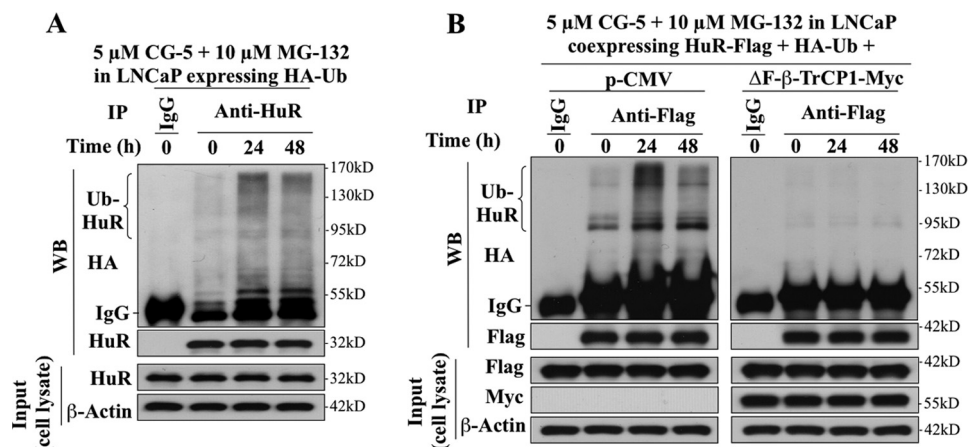 A
5 μM CG-5 + 10 μM MG-132
in LNCaP expressing HA-Ub
IP
IgG
Anti-HuR
Time (h)
0 0 24 48
WB
Ub-
HuR
HA
IgG
HuR
170kD
130kD
95kD
72kD
55kD
32kD
Input
(cell lysate)
HuR
β-Actin
32kD
42kD
B
5 μM CG-5 + 10 μM MG-132 in LNCaP
coexpressing HuR-Flag + HA-Ub +
p-CMV
ΔF-β-TrCP1-Myc
IP
IgG
Anti-Flag
IgG
Anti-Flag
Time (h)
0 0 24 48
0 0 24 48
WB
Ub-
HuR
HA
IgG
Flag
170kD
130kD
95kD
72kD
55kD
42kD
Input
(cell lysate)
Flag
Myc
β-Actin
42kD
55kD
42kD